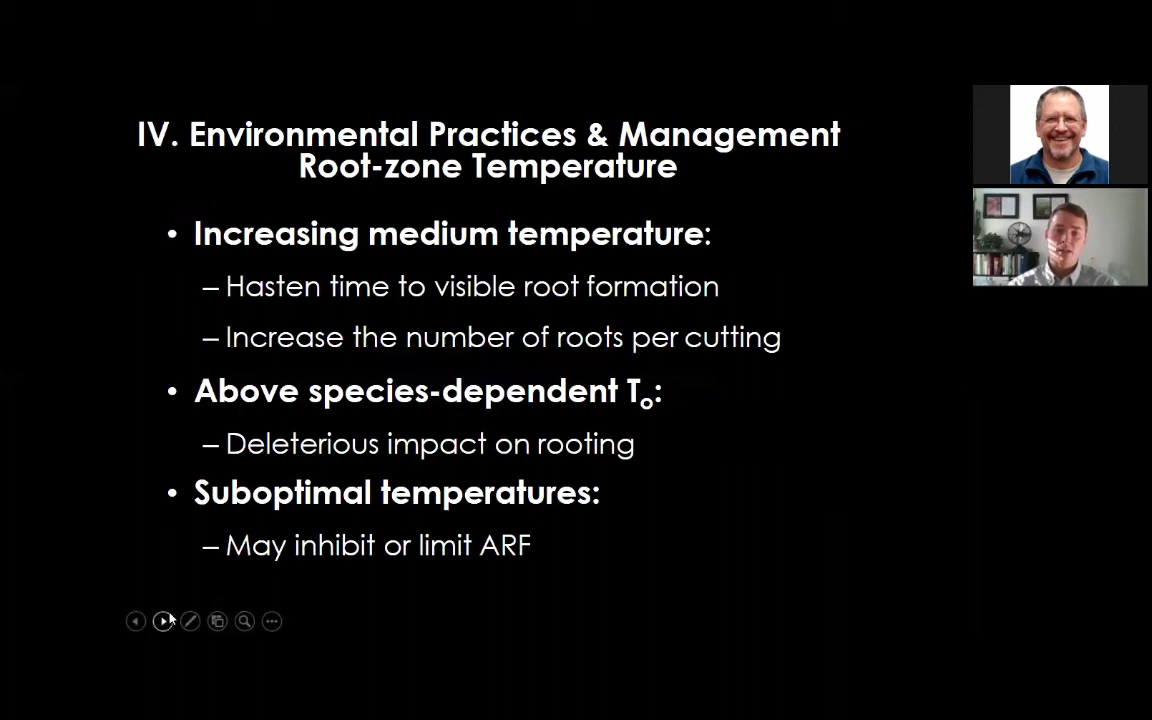 IV. Environmental Practices & Management
Root-zone Temperature
• Increasing medium temperature:
– Hasten time to visible root formation
– Increase the number of roots per cutting
• Above species-dependent Tₒ:
– Deleterious impact on rooting
• Suboptimal temperatures:
– May inhibit or limit ARF